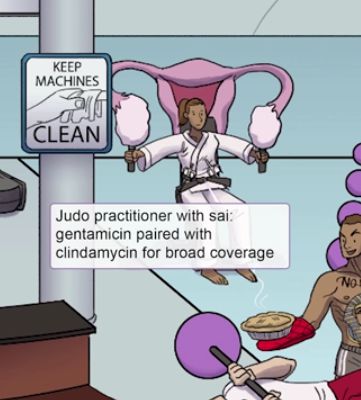 KEEP
MACHINES
CLEAN
Judo practitioner with sai:
gentamicin paired with
clindamycin for broad coverage